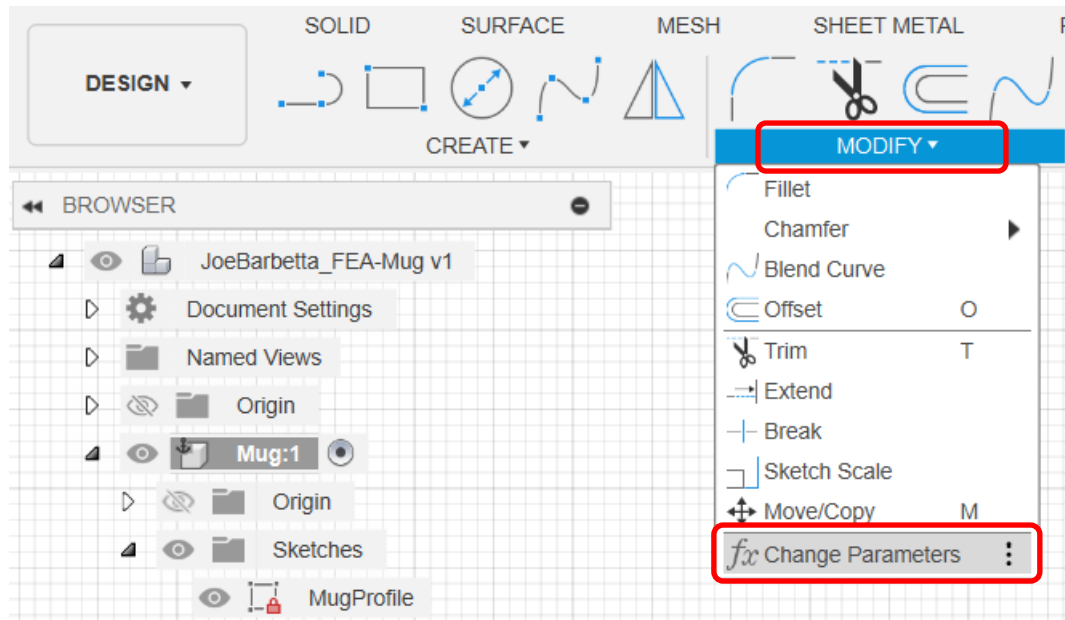 SOLID SURFACE MESH SHEET METAL
DESIGN ▾
CREATE ▾ MODIFY ▾
BROWSER
JoeBarbetta_FEA-Mug v1
Document Settings
Named Views
Origin
Mug:1
Origin
Sketches
MugProfile
Fillet
Chamfer
Blend Curve
Offset O
Trim T
Extend
Break
Sketch Scale
Move/Copy M
fx Change Parameters